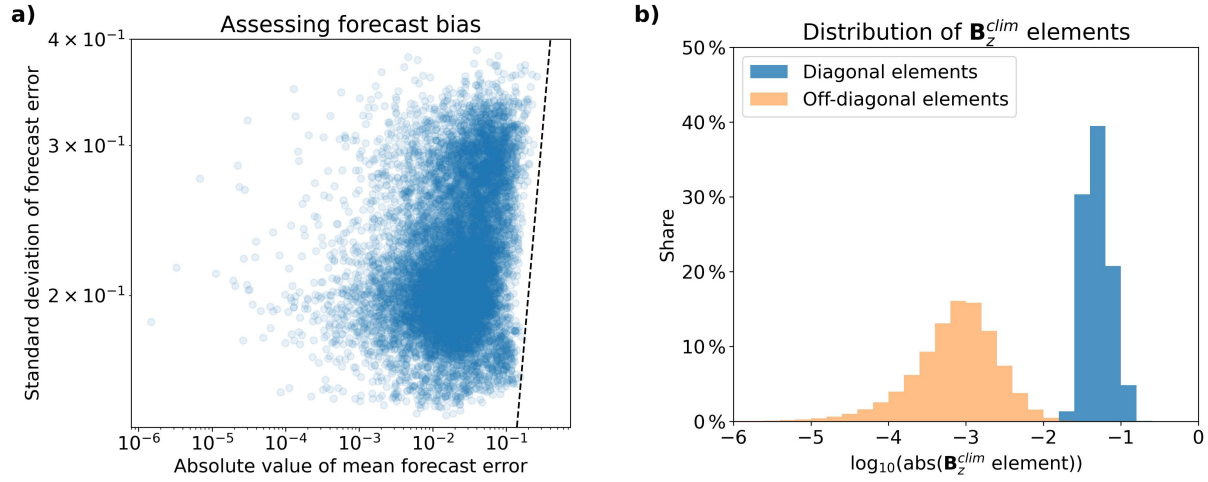 a)
Assessing forecast bias
Standard deviation of forecast error
4 × 10⁻¹
3 × 10⁻¹
2 × 10⁻¹
10⁻⁶ 10⁻⁵ 10⁻⁴ 10⁻³ 10⁻² 10⁻¹
Absolute value of mean forecast error
b)
Distribution of B_z^{clim} elements
Diagonal elements
Off-diagonal elements
Share
50 %
40 %
30 %
20 %
10 %
0 %
−6 −5 −4 −3 −2 −1 0
log₁₀(abs(B_z^{clim} element))